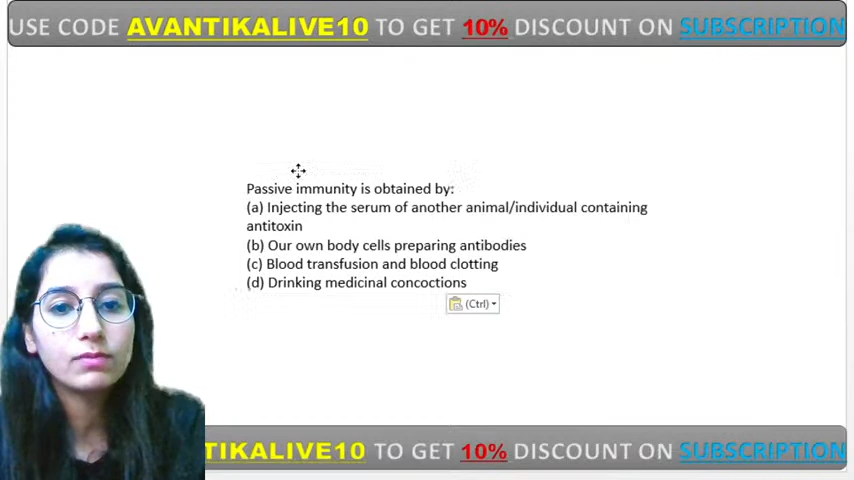 USE CODE AVANTIKALIVE10 TO GET 10% DISCOUNT ON SUBSCRIPTION
Passive immunity is obtained by:
(a) Injecting the serum of another animal/individual containing
antitoxin
(b) Our own body cells preparing antibodies
(c) Blood transfusion and blood clotting
(d) Drinking medicinal concoctions
(Ctrl)
TIKALIVE10 TO GET 10% DISCOUNT ON SUBSCRIPTION